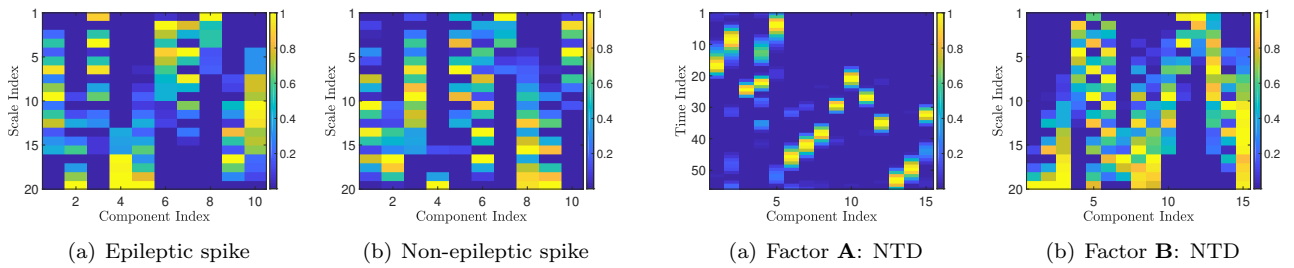 1
5
10
15
20
Scale Index
2 4 6 8 10
Component Index
1
0.8
0.6
0.4
0.2
(a) Epileptic spike
1
5
10
15
20
Scale Index
2 4 6 8 10
Component Index
1
0.8
0.6
0.4
0.2
(b) Non-epileptic spike
1
10
20
30
40
50
Time Index
5 10 15
Component Index
1
0.8
0.6
0.4
0.2
(a) Factor A: NTD
1
5
10
15
20
Scale Index
5 10 15
Component Index
1
0.8
0.6
0.4
0.2
(b) Factor B: NTD